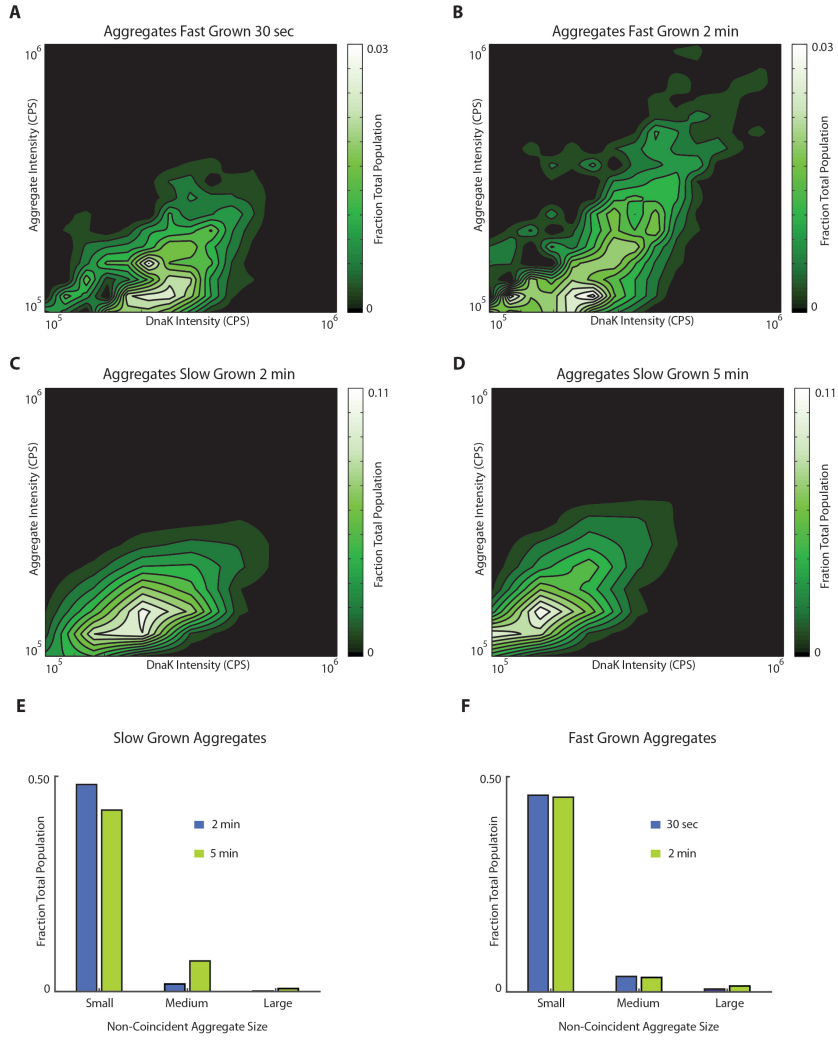 A
Aggregates Fast Grown 30 sec
10^6
Aggregate Intensity (CPS)
10^5
10^5
DnaK Intensity (CPS)
10^6
0.03
Fraction Total Population
0
B
Aggregates Fast Grown 2 min
10^6
Aggregate Intensity (CPS)
10^5
10^5
DnaK Intensity (CPS)
10^6
0.03
Fraction Total Population
0
C
Aggregates Slow Grown 2 min
10^6
Aggregate Intensity (CPS)
10^5
10^5
DnaK Intensity (CPS)
10^6
0.11
Faction Total Population
0
D
Aggregates Slow Grown 5 min
10^6
Aggregate Intensity (CPS)
10^5
10^5
DnaK Intensity (CPS)
10^6
0.11
Fration Total Population
0
E
Slow Grown Aggregates
0.50
Fraction Total Population
0
2 min
5 min
Small
Medium
Large
Non-Coincident Aggregate Size
F
Fast Grown Aggregates
0.50
Fraction Total Populatoin
0
30 sec
2 min
Small
Medium
Large
Non-Coincident Aggregate Size